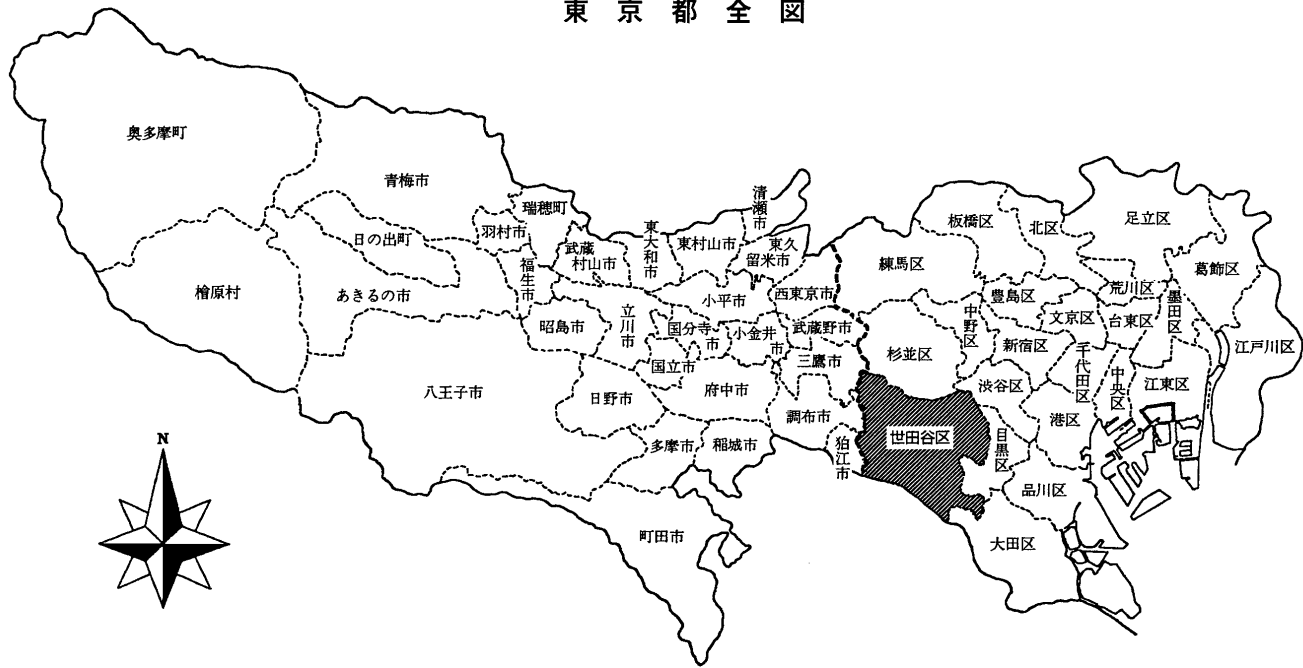 東京都全図
奥多摩町
青梅市
瑞穂町
羽村市
日の出町
檜原村
あきるの市
福生市
武蔵
村山市
東大和市
東村山市
清瀬市
東久
留米市
小平市
西東京市
昭島市
立川市
国分寺
市
小金井
市
武蔵野市
三鷹市
国立市
八王子市
日野市
府中市
調布市
狛江市
多摩市
稲城市
町田市
練馬区
板橋区
北区
足立区
葛飾区
荒川区
豊島区
文京区
台東区
墨田区
江戸川区
中野区
杉並区
新宿区
千代田区
中央区
江東区
渋谷区
港区
世田谷区
目黒区
品川区
大田区
N